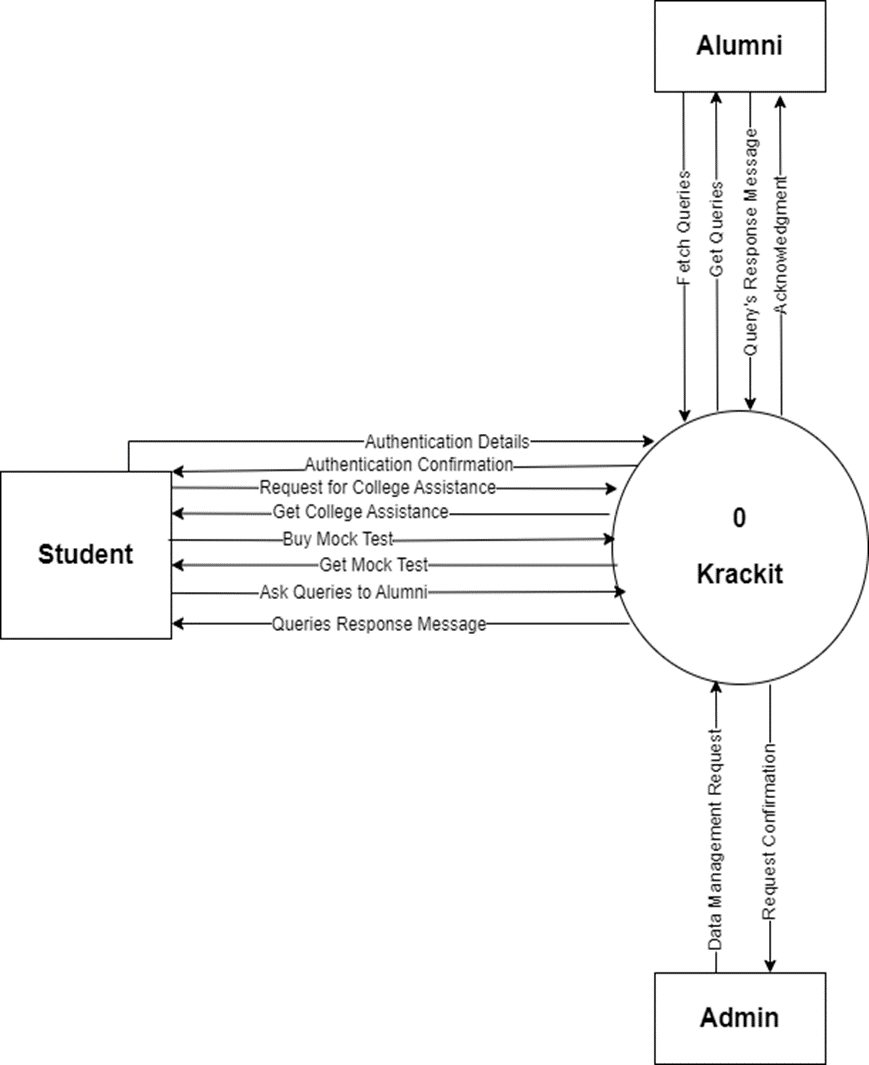 Alumni
Fetch Queries
Get Queries
Query's Response Message
Acknowledgment
Authentication Details
Authentication Confirmation
Request for College Assistance
Get College Assistance
Buy Mock Test
Get Mock Test
Ask Queries to Alumni
Queries Response Message
Student
0
Krackit
Data Management Request
Request Confirmation
Admin